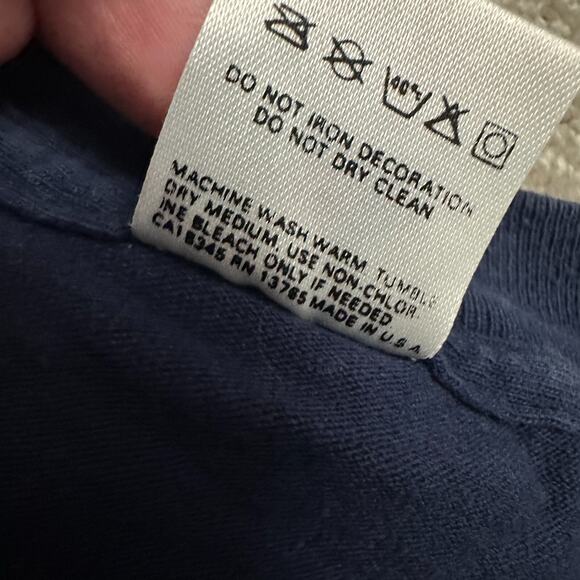 40°C
DO NOT IRON DECORATION
DO NOT DRY CLEAN
MACHINE WASH WARM, TUMBLE
DRY MEDIUM, USE NON-CHLOR-
INE BLEACH ONLY IF NEEDED.
CA18345 RN 13765 MADE IN U.S.A.